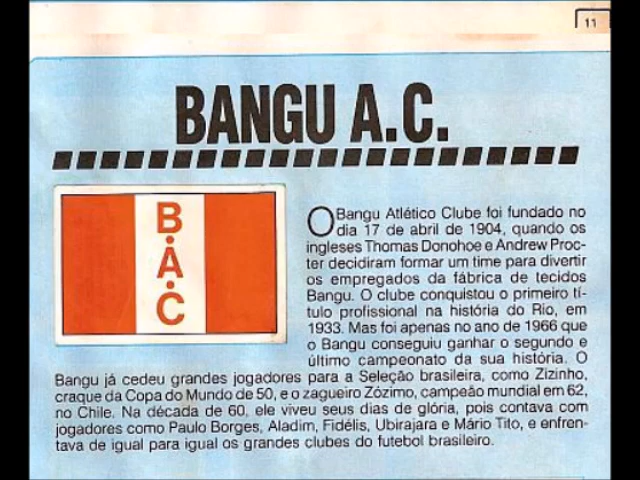 11
BANGU A.C.
B.A.C
O Bangu Atlético Clube foi fundado no
dia 17 de abril de 1904, quando os
ingleses Thomas Donohoe e Andrew Proc-
ter decidiram formar um time para divertir
os empregados da fábrica de tecidos
Bangu. O clube conquistou o primeiro tí-
tulo profissional na história do Rio, em
1933. Mas foi apenas no ano de 1966 que
o Bangu conseguiu ganhar o segundo e
último campeonato da sua história. O
Bangu já cedeu grandes jogadores para a Seleção brasileira, como Zizinho,
craque da Copa do Mundo de 50, e o zagueiro Zózimo, campeão mundial em 62,
no Chile. Na década de 60, ele viveu seus dias de glória, pois contava com
jogadores como Paulo Borges, Aladim, Fidélis, Ubirajara e Mário Tito, e enfren-
tava de igual para igual os grandes clubes do futebol brasileiro.